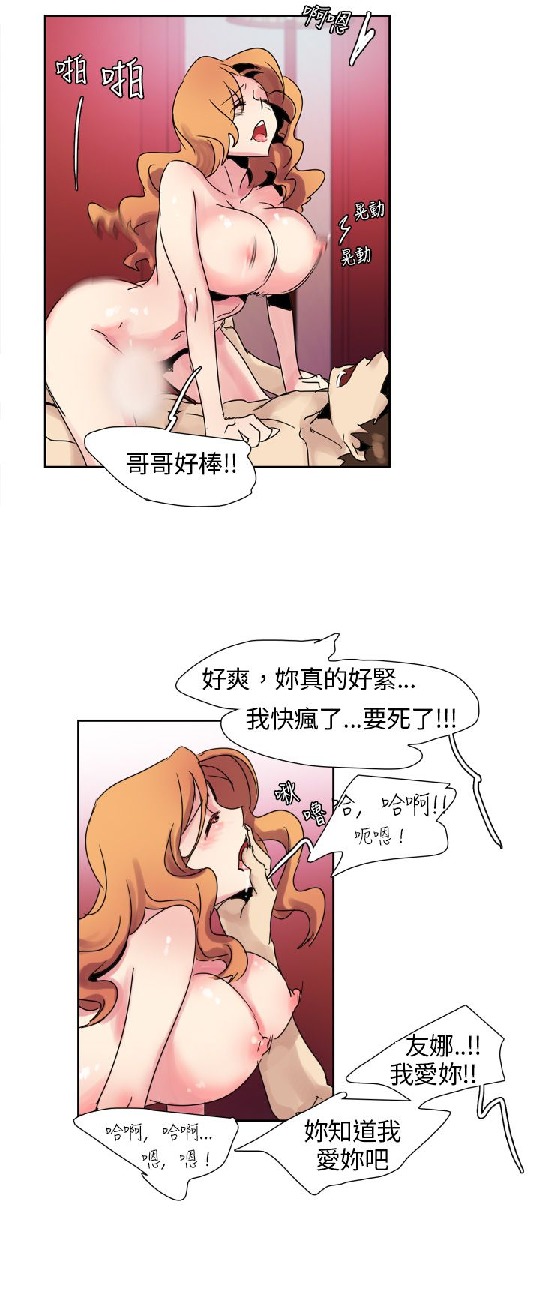 啊嗯
啪 啪
晃動
晃動
哥哥好棒!!
好爽，妳真的好緊...
我快瘋了...要死了!!!
啾
嚕
哈，哈啊!!
呃嗯！
友娜..!!
我愛妳!!
妳知道我
愛妳吧
哈啊，哈啊...
嗯，嗯！